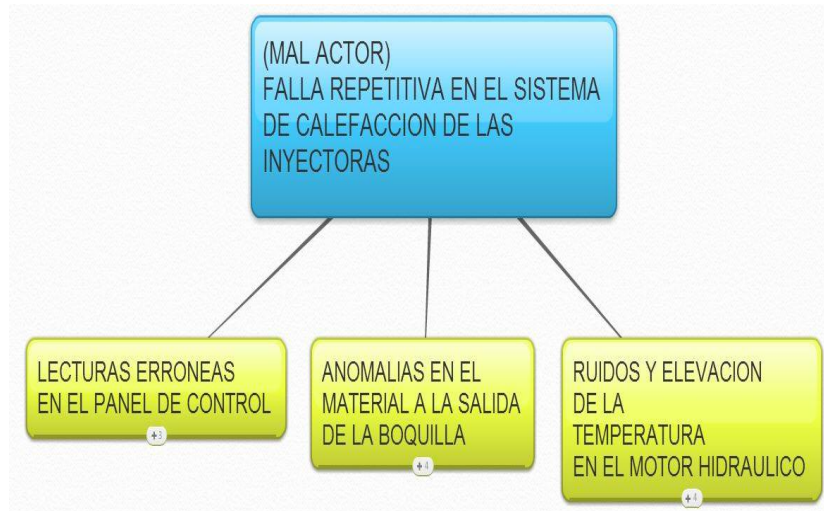 (MAL ACTOR)
FALLA REPETITIVA EN EL SISTEMA
DE CALEFACCION DE LAS
INYECTORAS
LECTURAS ERRONEAS
EN EL PANEL DE CONTROL
+3
ANOMALIAS EN EL
MATERIAL A LA SALIDA
DE LA BOQUILLA
+4
RUIDOS Y ELEVACION
DE LA
TEMPERATURA
EN EL MOTOR HIDRAULICO
+4